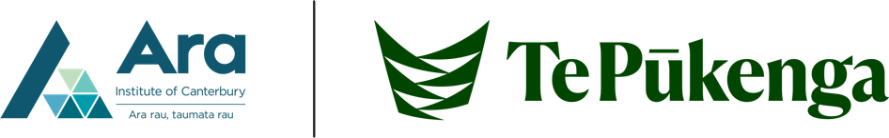 Ara
Institute of Canterbury
Ara rau, taumata rau
Te Pūkenga